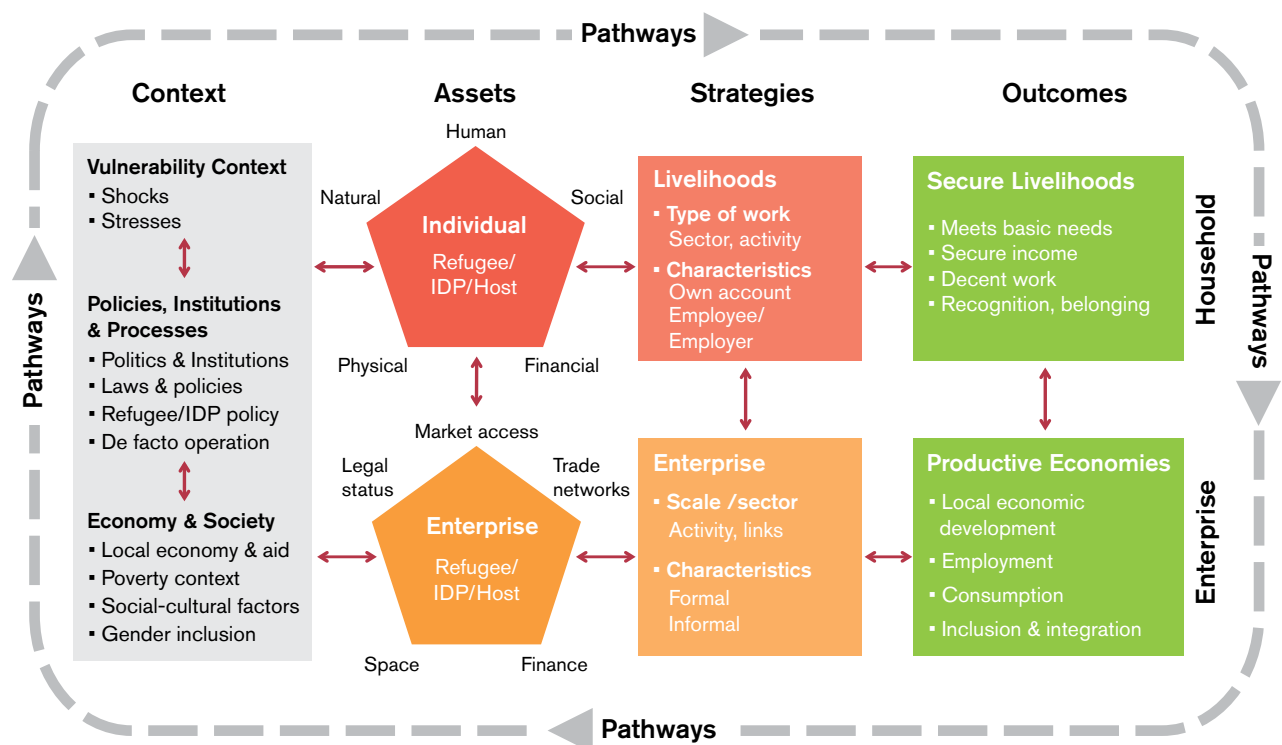 Pathways
Context
Assets
Strategies
Outcomes
Vulnerability Context
▪ Shocks
▪ Stresses
Policies, Institutions
& Processes
▪ Politics & Institutions
▪ Laws & policies
▪ Refugee/IDP policy
▪ De facto operation
Economy & Society
▪ Local economy & aid
▪ Poverty context
▪ Social-cultural factors
▪ Gender inclusion
Human
Natural
Social
Individual
Refugee/
IDP/Host
Physical
Financial
Market access
Legal
status
Trade
networks
Enterprise
Refugee/
IDP/Host
Space
Finance
Livelihoods
▪ Type of work
Sector, activity
▪ Characteristics
Own account
Employee/
Employer
Enterprise
▪ Scale /sector
Activity, links
▪ Characteristics
Formal
Informal
Secure Livelihoods
▪ Meets basic needs
▪ Secure income
▪ Decent work
▪ Recognition, belonging
Productive Economies
▪ Local economic
development
▪ Employment
▪ Consumption
▪ Inclusion & integration
Household
Enterprise
Pathways
Pathways
Pathways